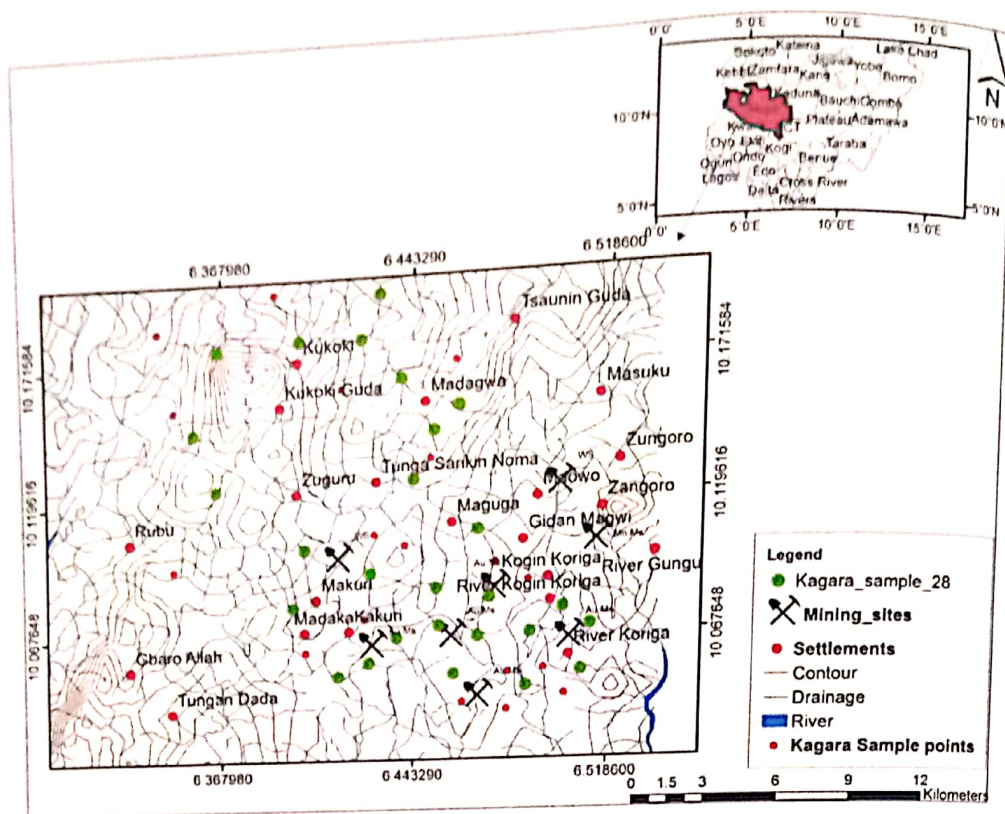 0°0' 5°0'E 10°0'E 15°0'E
Sokoto Katsina Lake Chad
Jigawa Yobe
Kebbi Zamfara Kano Borno
Kaduna
Bauchi Gombe
10°0'N 10°0'N
Plateau Adamawa
Oyo Ekiti Kogi Taraba
Ogun Ondo Benue
Lagos Edo
Delta Cross River
Rivers
5°0'N 5°0'N
0°0' 5°0'E 10°0'E 15°0'E
N
6 367980 6 443290 6 518600
Tsaunin Guda
10 171584 10 171584
Kukoki
Kukoki Guda Madagwa Masuku
Zungoro
Zuguru Tunga Sarikin Noma
10 119616 10 119616
Maguga Zangoro
Rubu Gidan Magwi
Kogin Koriga River Gungu
Makuri River Kogin Koriga
Madaka Kakuri
River Koriga
10 067648 10 067648
Gbaro Allah
Tungan Dada
6 367980 6 443290 6 518600
Legend
Kagara_sample_28
Mining_sites
Settlements
Contour
Drainage
River
Kagara Sample points
0 1.5 3 6 9 12
Kilometers